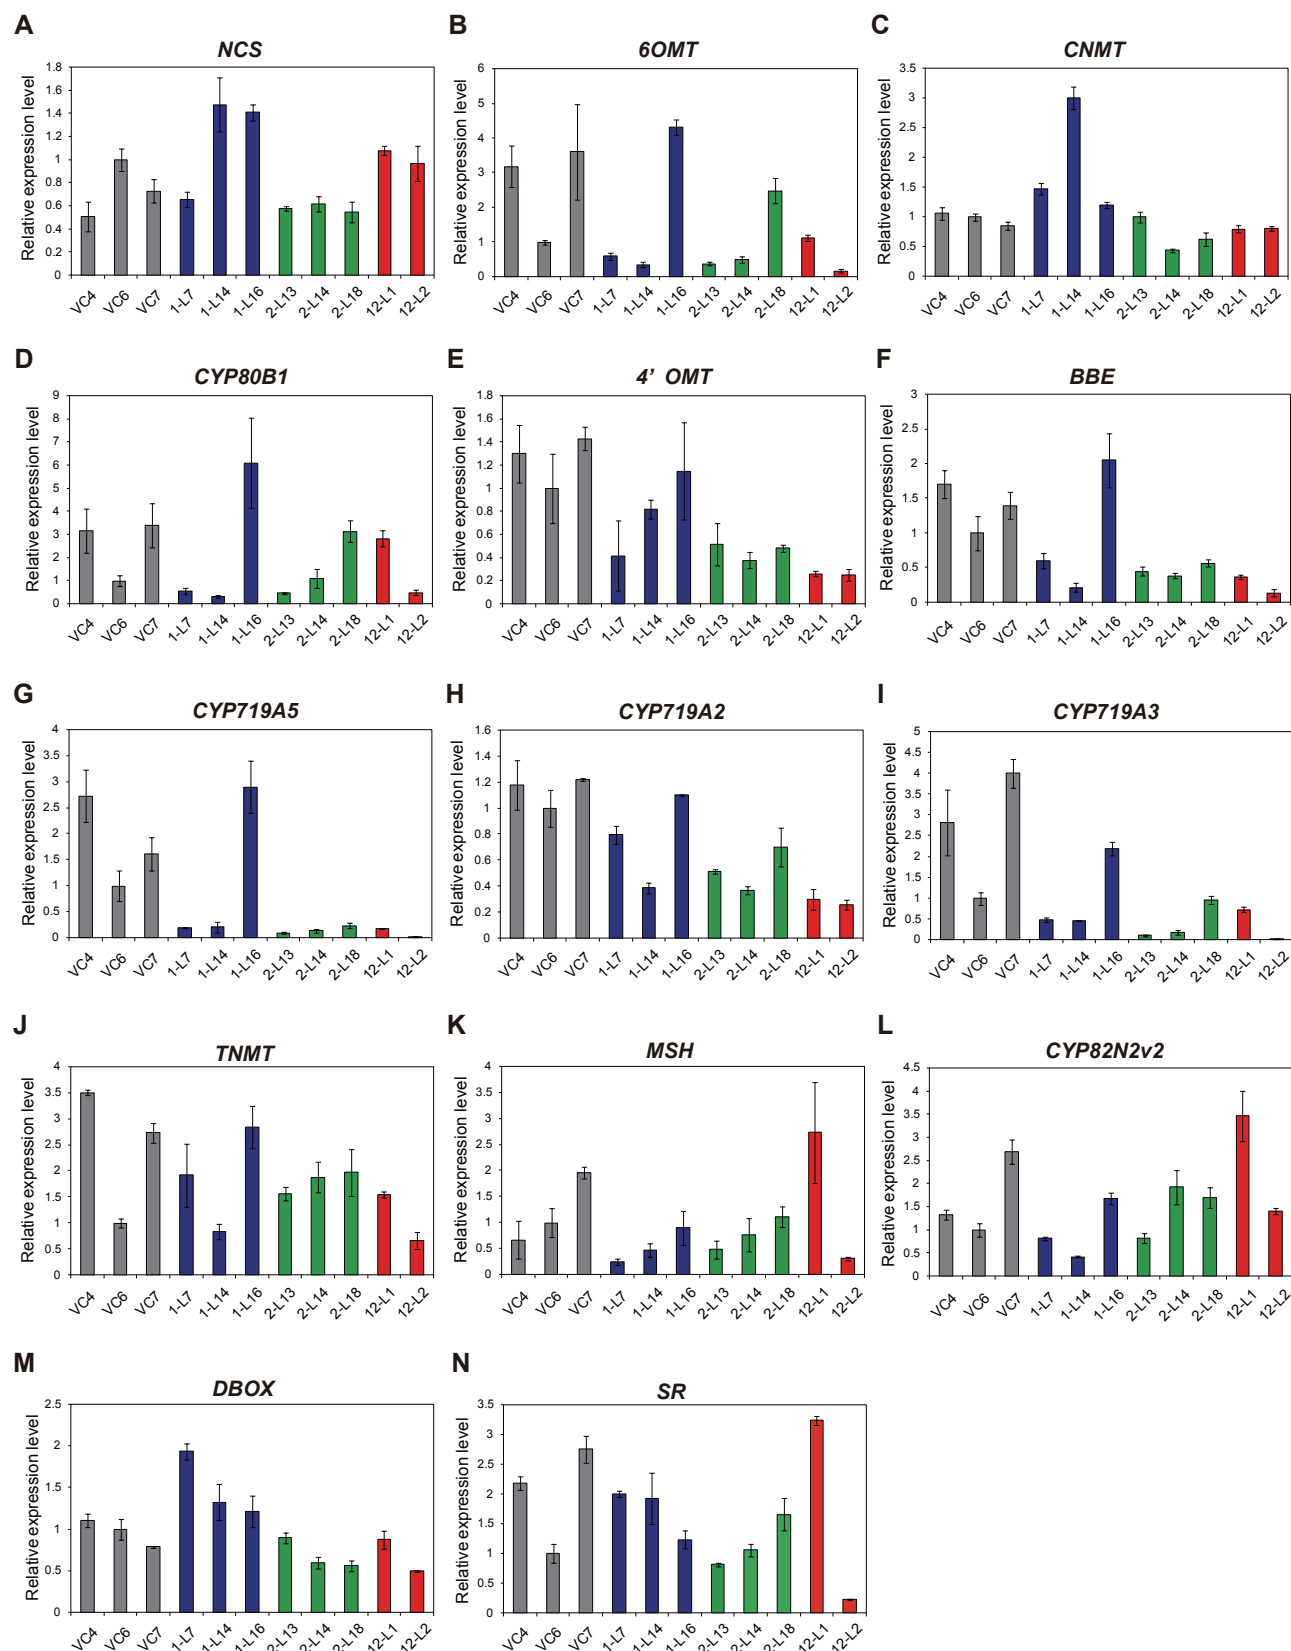 A
NCS
Relative expression level
1.8
1.6
1.4
1.2
1
0.8
0.6
0.4
0.2
0
VC4 VC6 VC7 1-L7 1-L14 1-L16 2-L13 2-L14 2-L18 12-L1 12-L2
B
6OMT
Relative expression level
6
5
4
3
2
1
0
VC4 VC6 VC7 1-L7 1-L14 1-L16 2-L13 2-L14 2-L18 12-L1 12-L2
C
CNMT
Relative expression level
3.5
3
2.5
2
1.5
1
0.5
0
VC4 VC6 VC7 1-L7 1-L14 1-L16 2-L13 2-L14 2-L18 12-L1 12-L2
D
CYP80B1
Relative expression level
9
8
7
6
5
4
3
2
1
0
VC4 VC6 VC7 1-L7 1-L14 1-L16 2-L13 2-L14 2-L18 12-L1 12-L2
E
4' OMT
Relative expression level
1.8
1.6
1.4
1.2
1
0.8
0.6
0.4
0.2
0
VC4 VC6 VC7 1-L7 1-L14 1-L16 2-L13 2-L14 2-L18 12-L1 12-L2
F
BBE
Relative expression level
3
2.5
2
1.5
1
0.5
0
VC4 VC6 VC7 1-L7 1-L14 1-L16 2-L13 2-L14 2-L18 12-L1 12-L2
G
CYP719A5
Relative expression level
4
3.5
3
2.5
2
1.5
1
0.5
0
VC4 VC6 VC7 1-L7 1-L14 1-L16 2-L13 2-L14 2-L18 12-L1 12-L2
H
CYP719A2
Relative expression level
1.6
1.4
1.2
1
0.8
0.6
0.4
0.2
0
VC4 VC6 VC7 1-L7 1-L14 1-L16 2-L13 2-L14 2-L18 12-L1 12-L2
I
CYP719A3
Relative expression level
5
4.5
4
3.5
3
2.5
2
1.5
1
0.5
0
VC4 VC6 VC7 1-L7 1-L14 1-L16 2-L13 2-L14 2-L18 12-L1 12-L2
J
TNMT
Relative expression level
4
3.5
3
2.5
2
1.5
1
0.5
0
VC4 VC6 VC7 1-L7 1-L14 1-L16 2-L13 2-L14 2-L18 12-L1 12-L2
K
MSH
Relative expression level
4
3.5
3
2.5
2
1.5
1
0.5
0
VC4 VC6 VC7 1-L7 1-L14 1-L16 2-L13 2-L14 2-L18 12-L1 12-L2
L
CYP82N2v2
Relative expression level
4.5
4
3.5
3
2.5
2
1.5
1
0.5
0
VC4 VC6 VC7 1-L7 1-L14 1-L16 2-L13 2-L14 2-L18 12-L1 12-L2
M
DBOX
Relative expression level
2.5
2
1.5
1
0.5
0
VC4 VC6 VC7 1-L7 1-L14 1-L16 2-L13 2-L14 2-L18 12-L1 12-L2
N
SR
Relative expression level
3.5
3
2.5
2
1.5
1
0.5
0
VC4 VC6 VC7 1-L7 1-L14 1-L16 2-L13 2-L14 2-L18 12-L1 12-L2